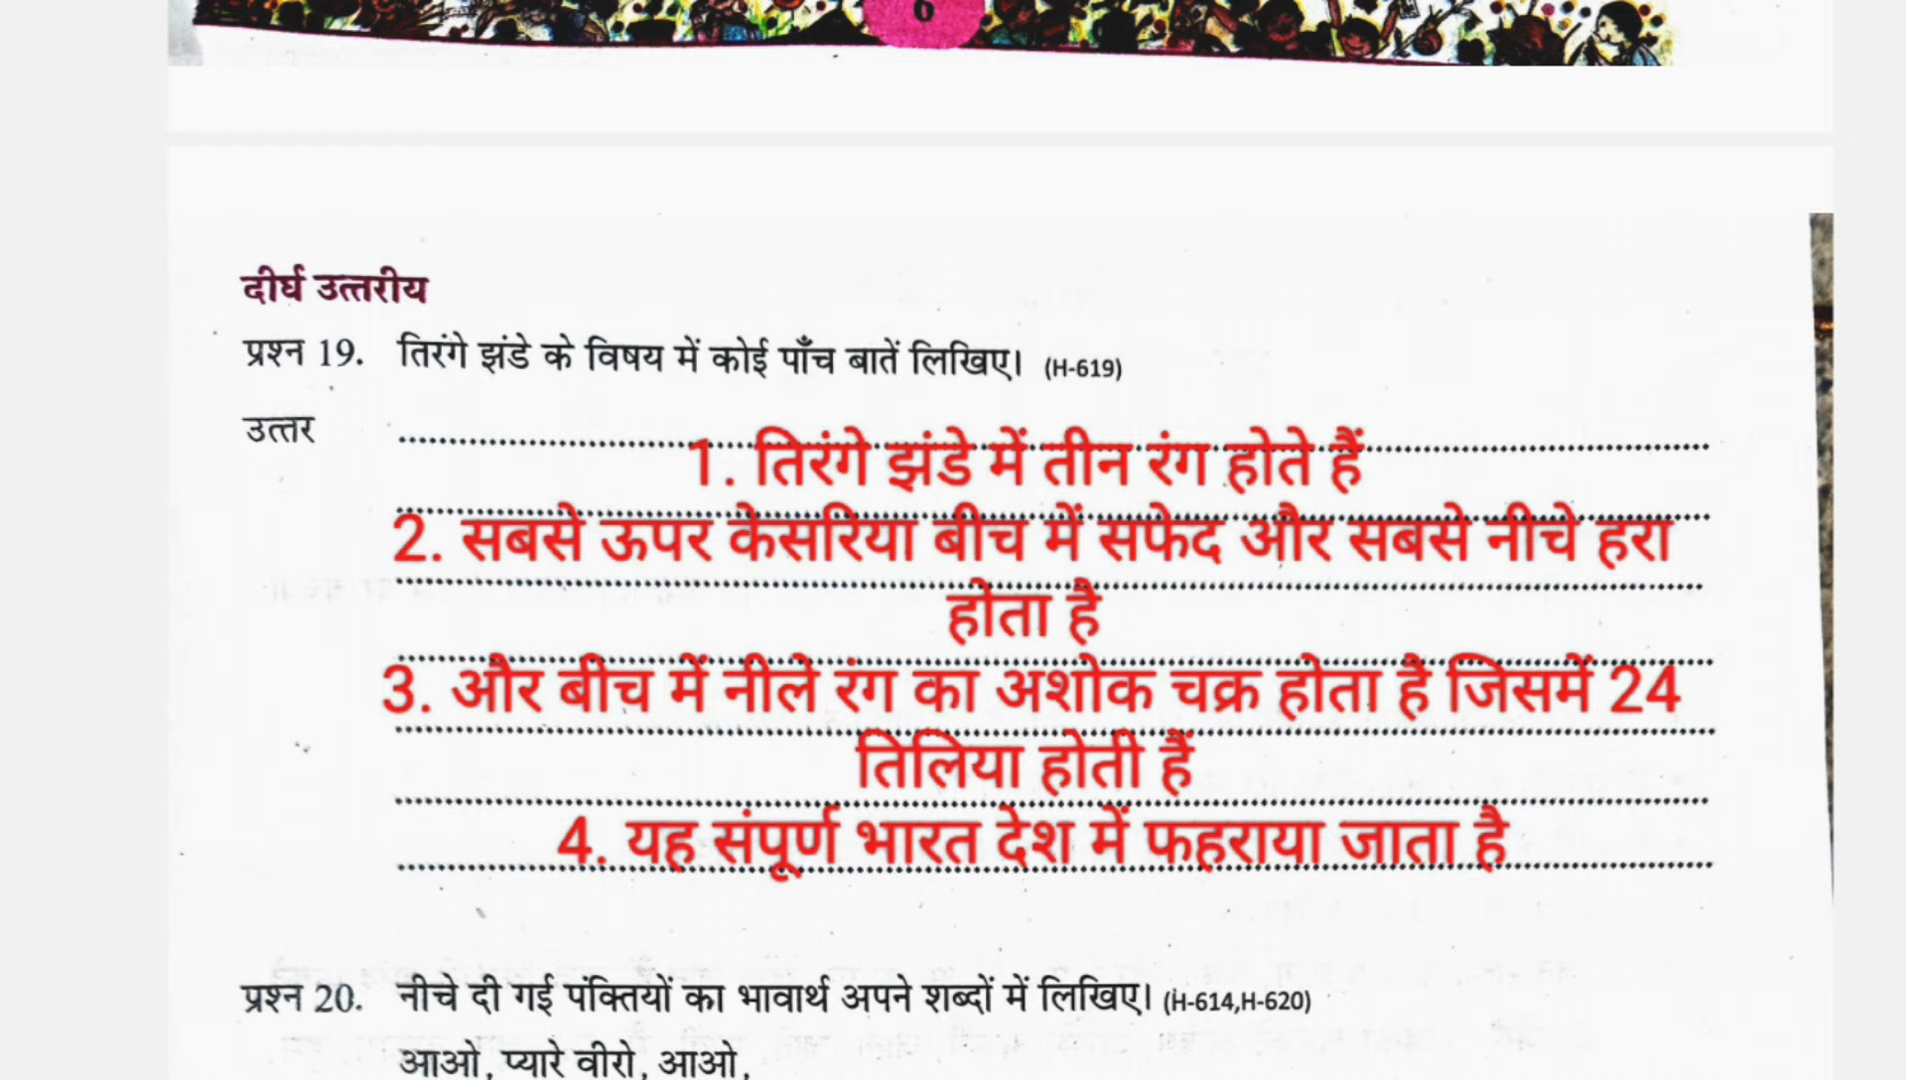 6
दीर्घ उत्तरीय
प्रश्न 19. तिरंगे झंडे के विषय में कोई पाँच बातें लिखिए। (H-619)
उत्तर
1. तिरंगे झंडे में तीन रंग होते हैं
2. सबसे ऊपर केसरिया बीच में सफेद और सबसे नीचे हरा
होता है
3. और बीच में नीले रंग का अशोक चक्र होता है जिसमें 24
तिलिया होती हैं
4. यह संपूर्ण भारत देश में फहराया जाता है
प्रश्न 20. नीचे दी गई पंक्तियों का भावार्थ अपने शब्दों में लिखिए। (H-614,H-620)
आओ, प्यारे वीरो, आओ,